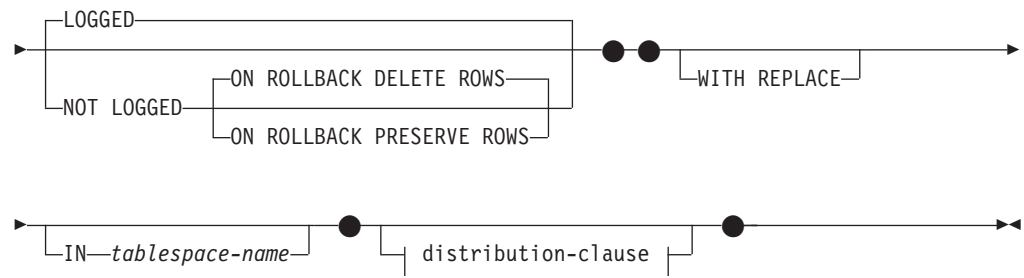 LOGGED
ON ROLLBACK DELETE ROWS
WITH REPLACE
NOT LOGGED
ON ROLLBACK PRESERVE ROWS
IN tablespace-name
distribution-clause